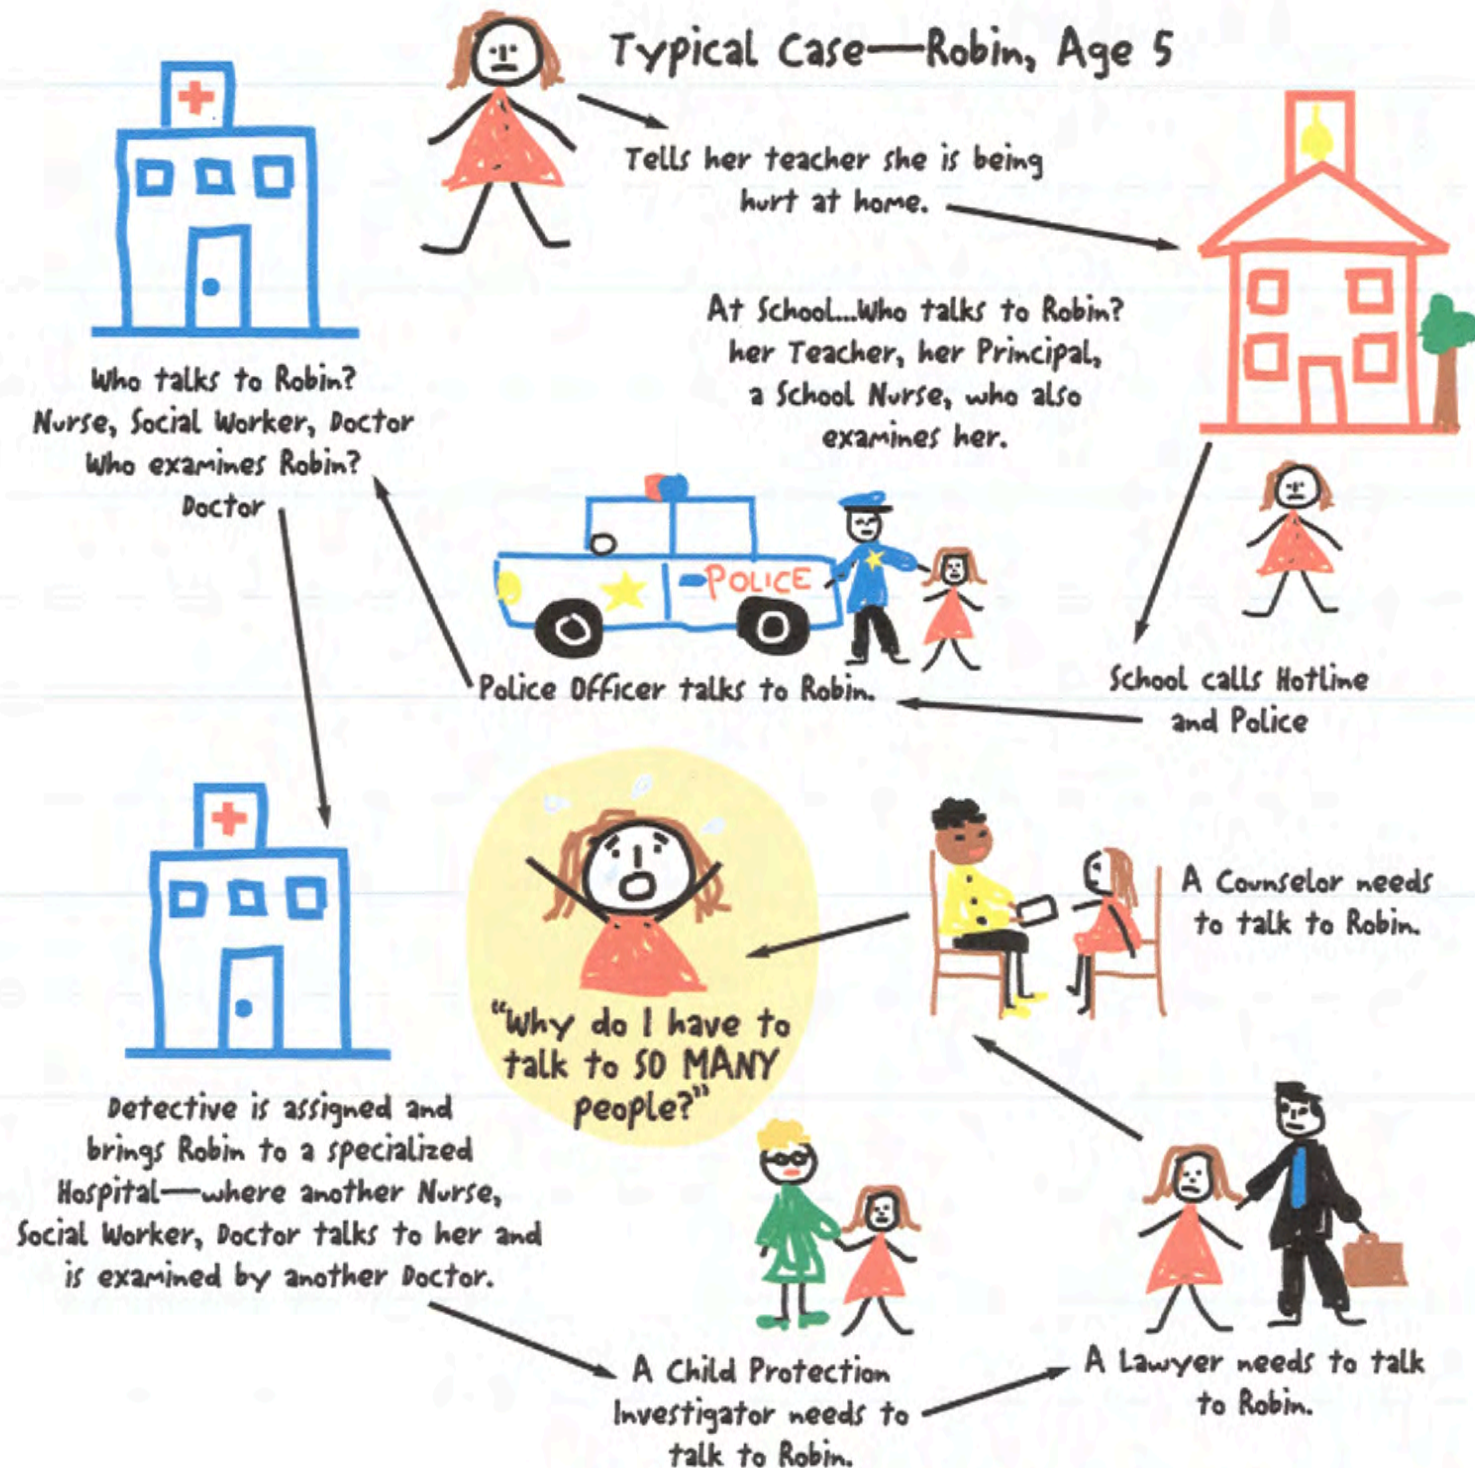 Typical Case—Robin, Age 5
Tells her teacher she is being
hurt at home.
At School...Who talks to Robin?
her Teacher, her Principal,
a School Nurse, who also
examines her.
School calls Hotline
and Police
POLICE
Police Officer talks to Robin.
Who talks to Robin?
Nurse, Social Worker, Doctor
Who examines Robin?
Doctor
Detective is assigned and
brings Robin to a specialized
Hospital—where another Nurse,
Social Worker, Doctor talks to her and
is examined by another Doctor.
A Child Protection
Investigator needs to
talk to Robin.
A Lawyer needs to talk
to Robin.
A Counselor needs
to talk to Robin.
"Why do I have to
talk to SO MANY
people?"